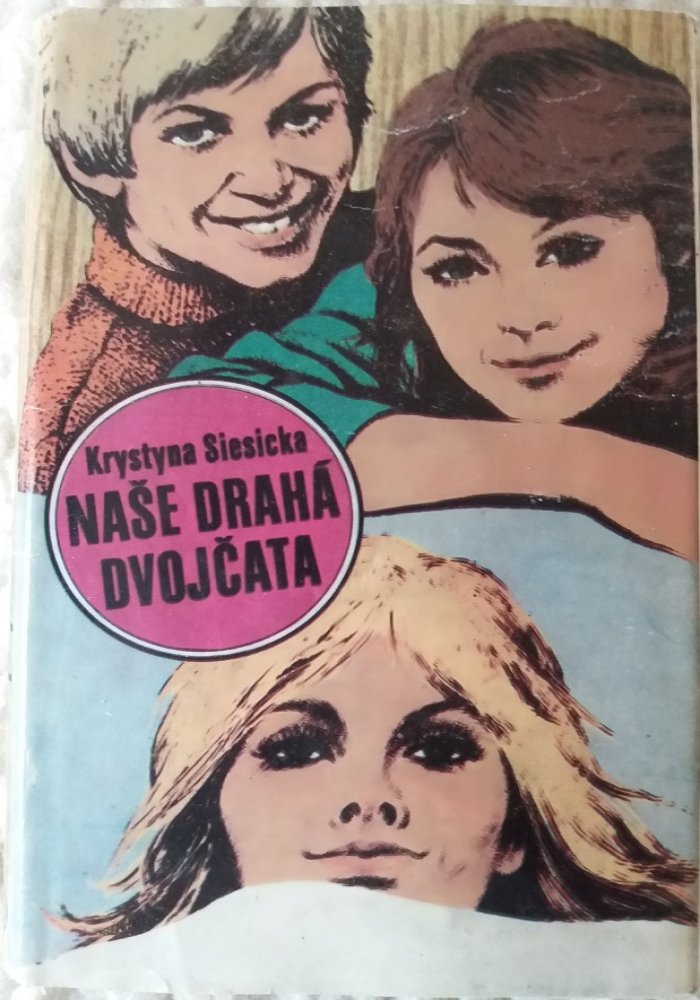 Krystyna Siesicka
NAŠE DRAHÁ
DVOJČATA